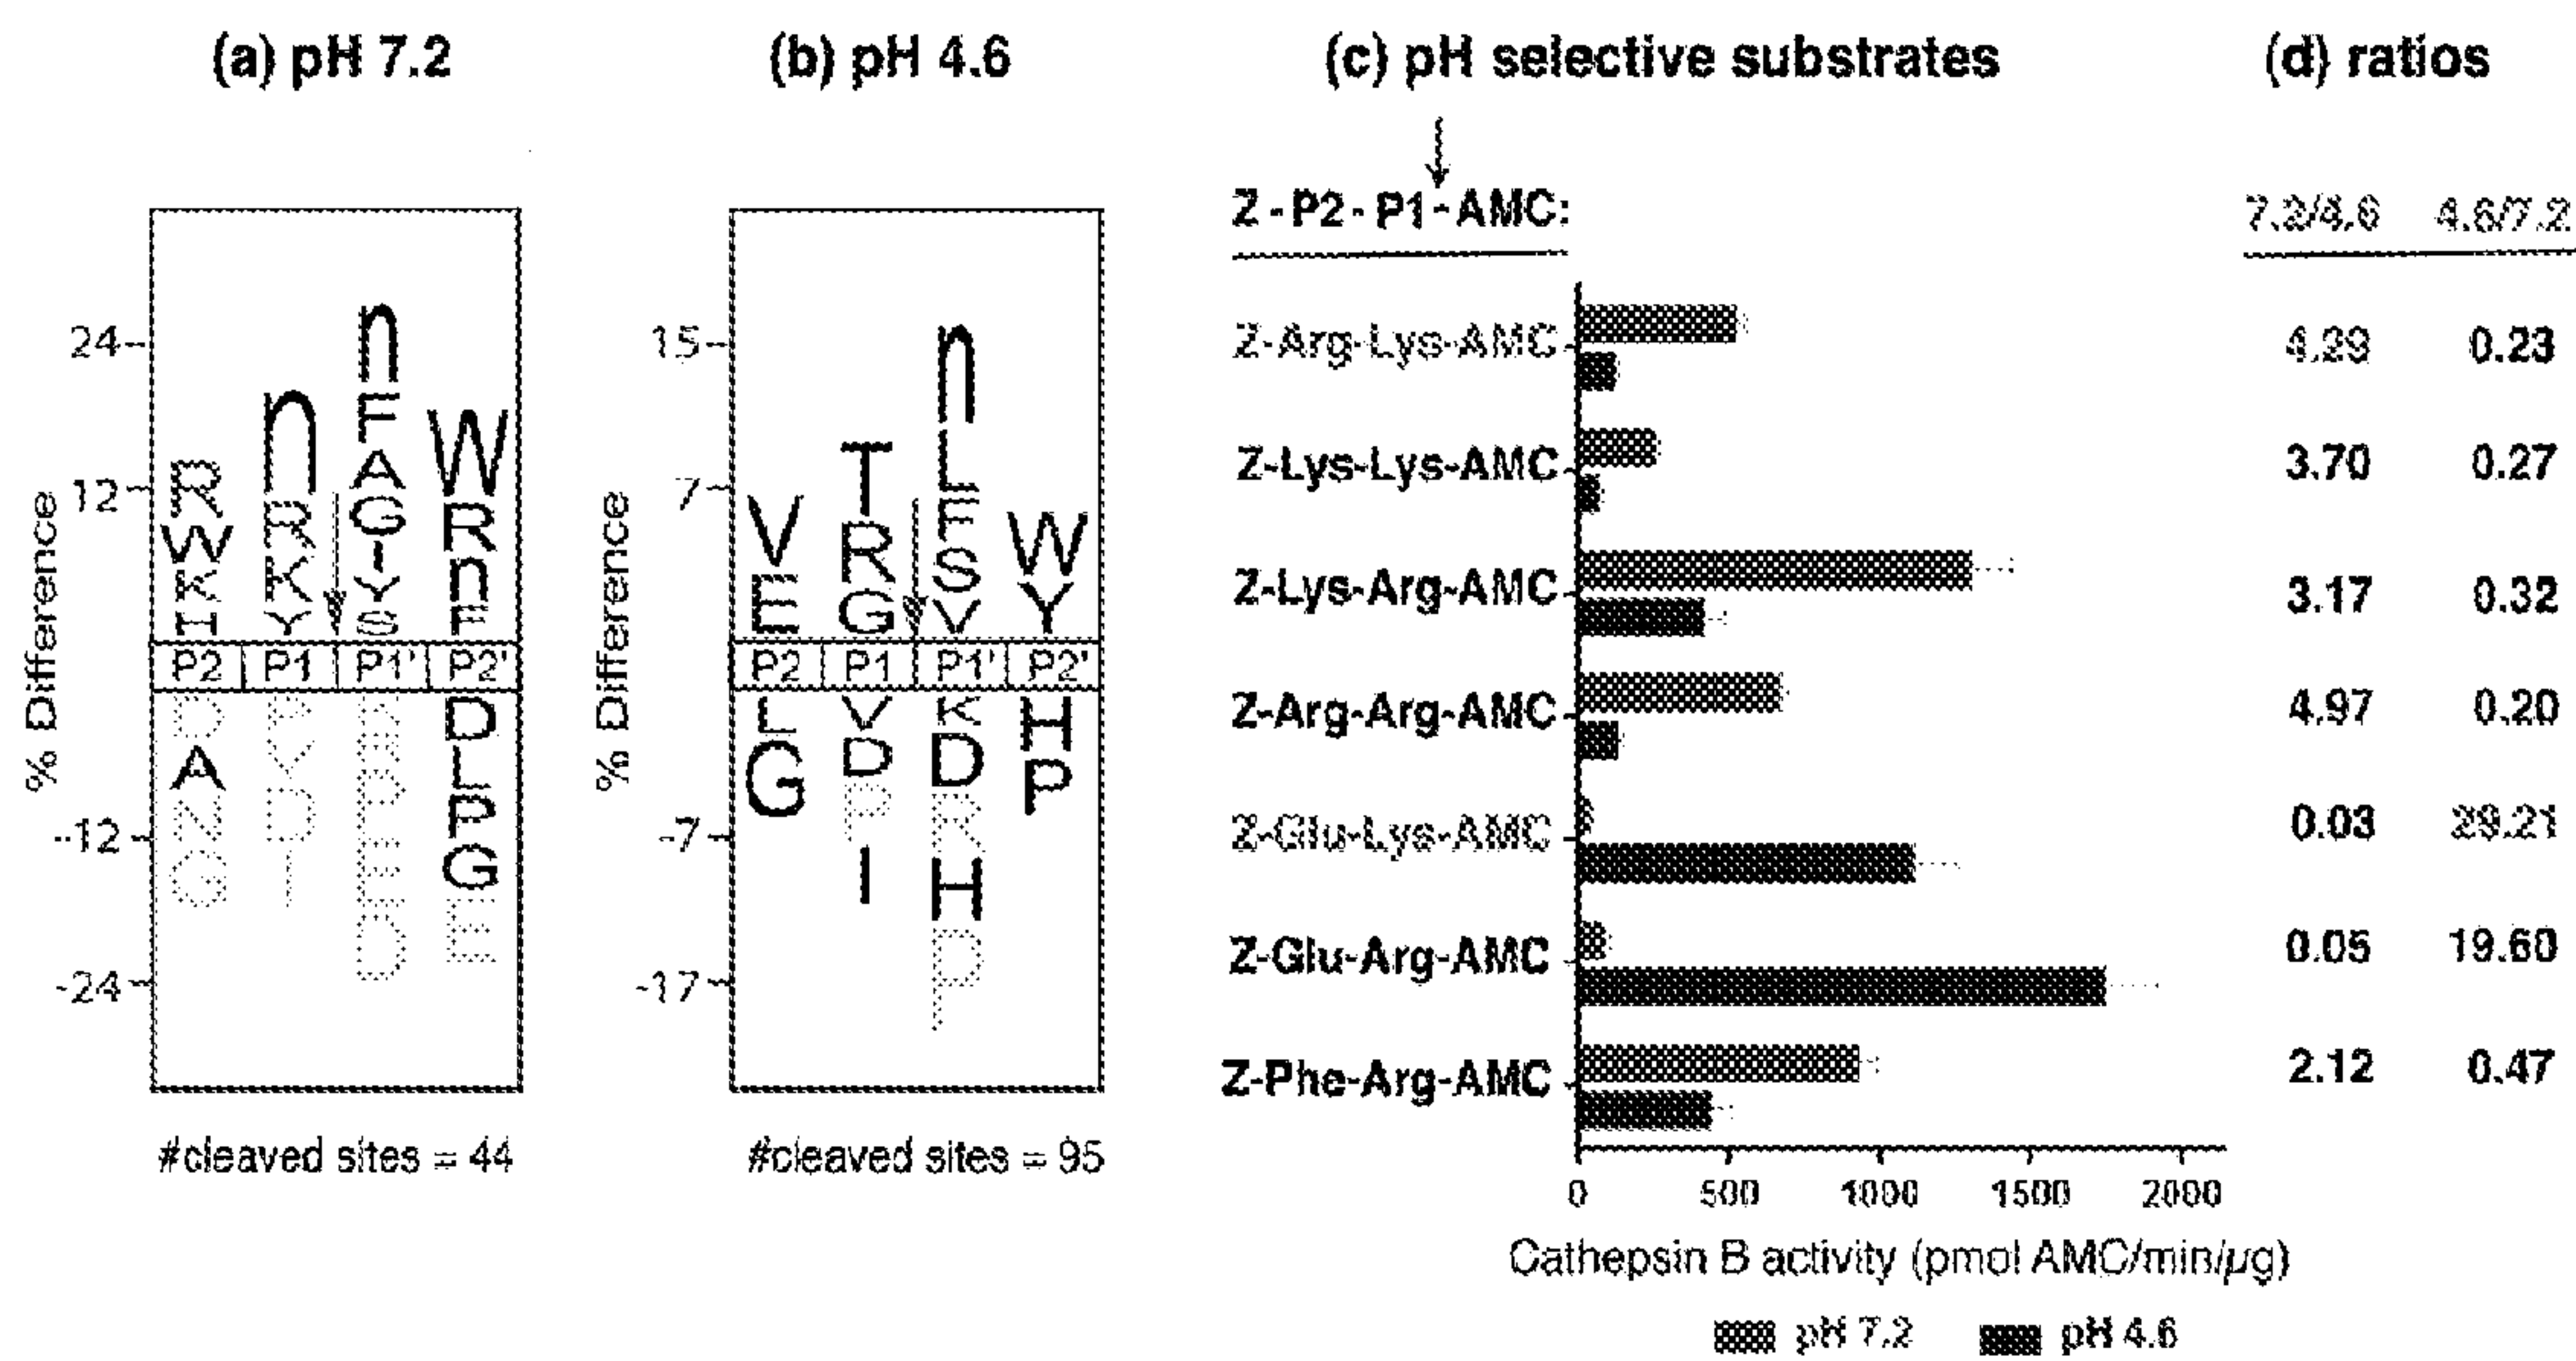 (a) pH 7.2
(b) pH 4.6
(c) pH selective substrates
(d) ratios
Z-P2-P1-AMC:
7.2/4.6 4.6/7.2
% Difference
24
12
-12
-24
n
n F
R n A W
W R G R
K K I n
H Y Y F
S
P2 P1 P1' P2'
D P K D
A V R L
N D P P
G I E G
D E
#cleaved sites = 44
% Difference
15
7
-7
-17
n
T L
V R F W
E G S Y
V
P2 P1 P1' P2'
L V K H
G D D P
P R
I H
P
#cleaved sites = 95
Z-Arg-Lys-AMC 4.29 0.23
Z-Lys-Lys-AMC 3.70 0.27
Z-Lys-Arg-AMC 3.17 0.32
Z-Arg-Arg-AMC 4.97 0.20
Z-Glu-Lys-AMC 0.03 29.21
Z-Glu-Arg-AMC 0.05 19.60
Z-Phe-Arg-AMC 2.12 0.47
0 500 1000 1500 2000
Cathepsin B activity (pmol AMC/min/µg)
pH 7.2 pH 4.6